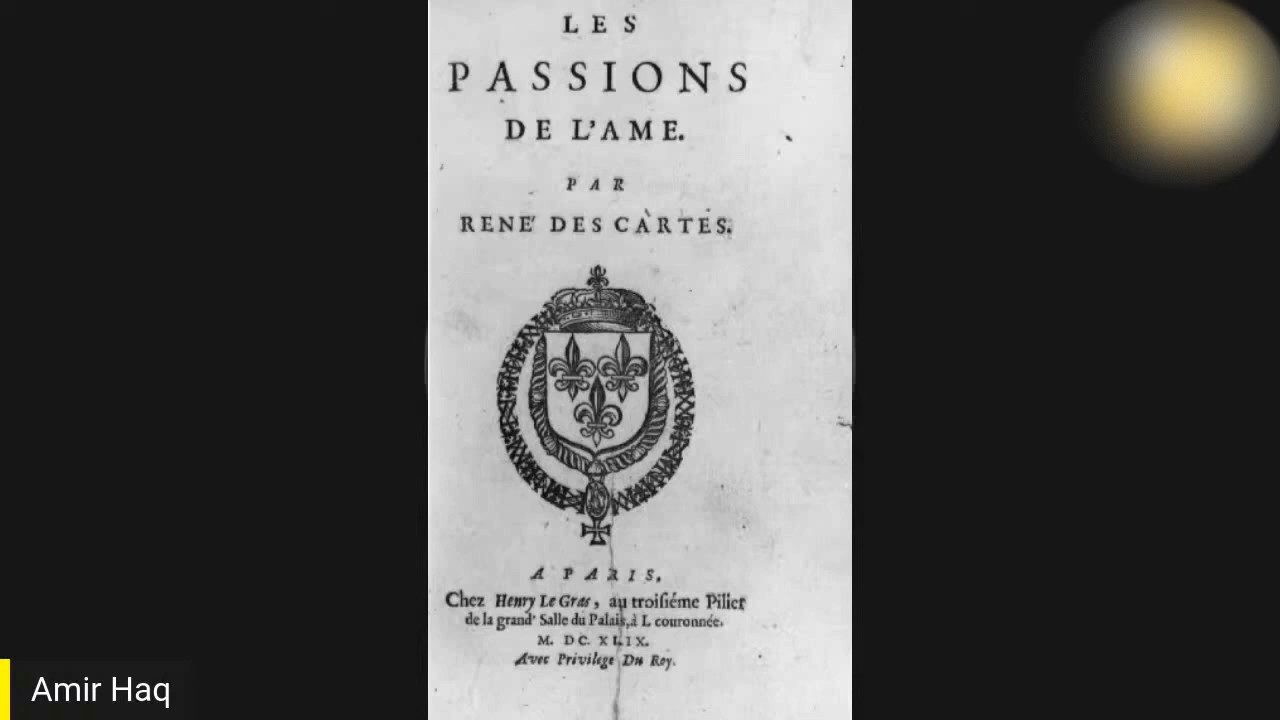 LES
PASSIONS
DE L'AME.
PAR
RENE' DES CARTES.
A PARIS,
Chez Henry Le Gras, au troisiéme Pilier
de la grand' Salle du Palais, à L couronnée.
M. DC. XLIX.
Avec Privilege Du Roy.
Amir Haq